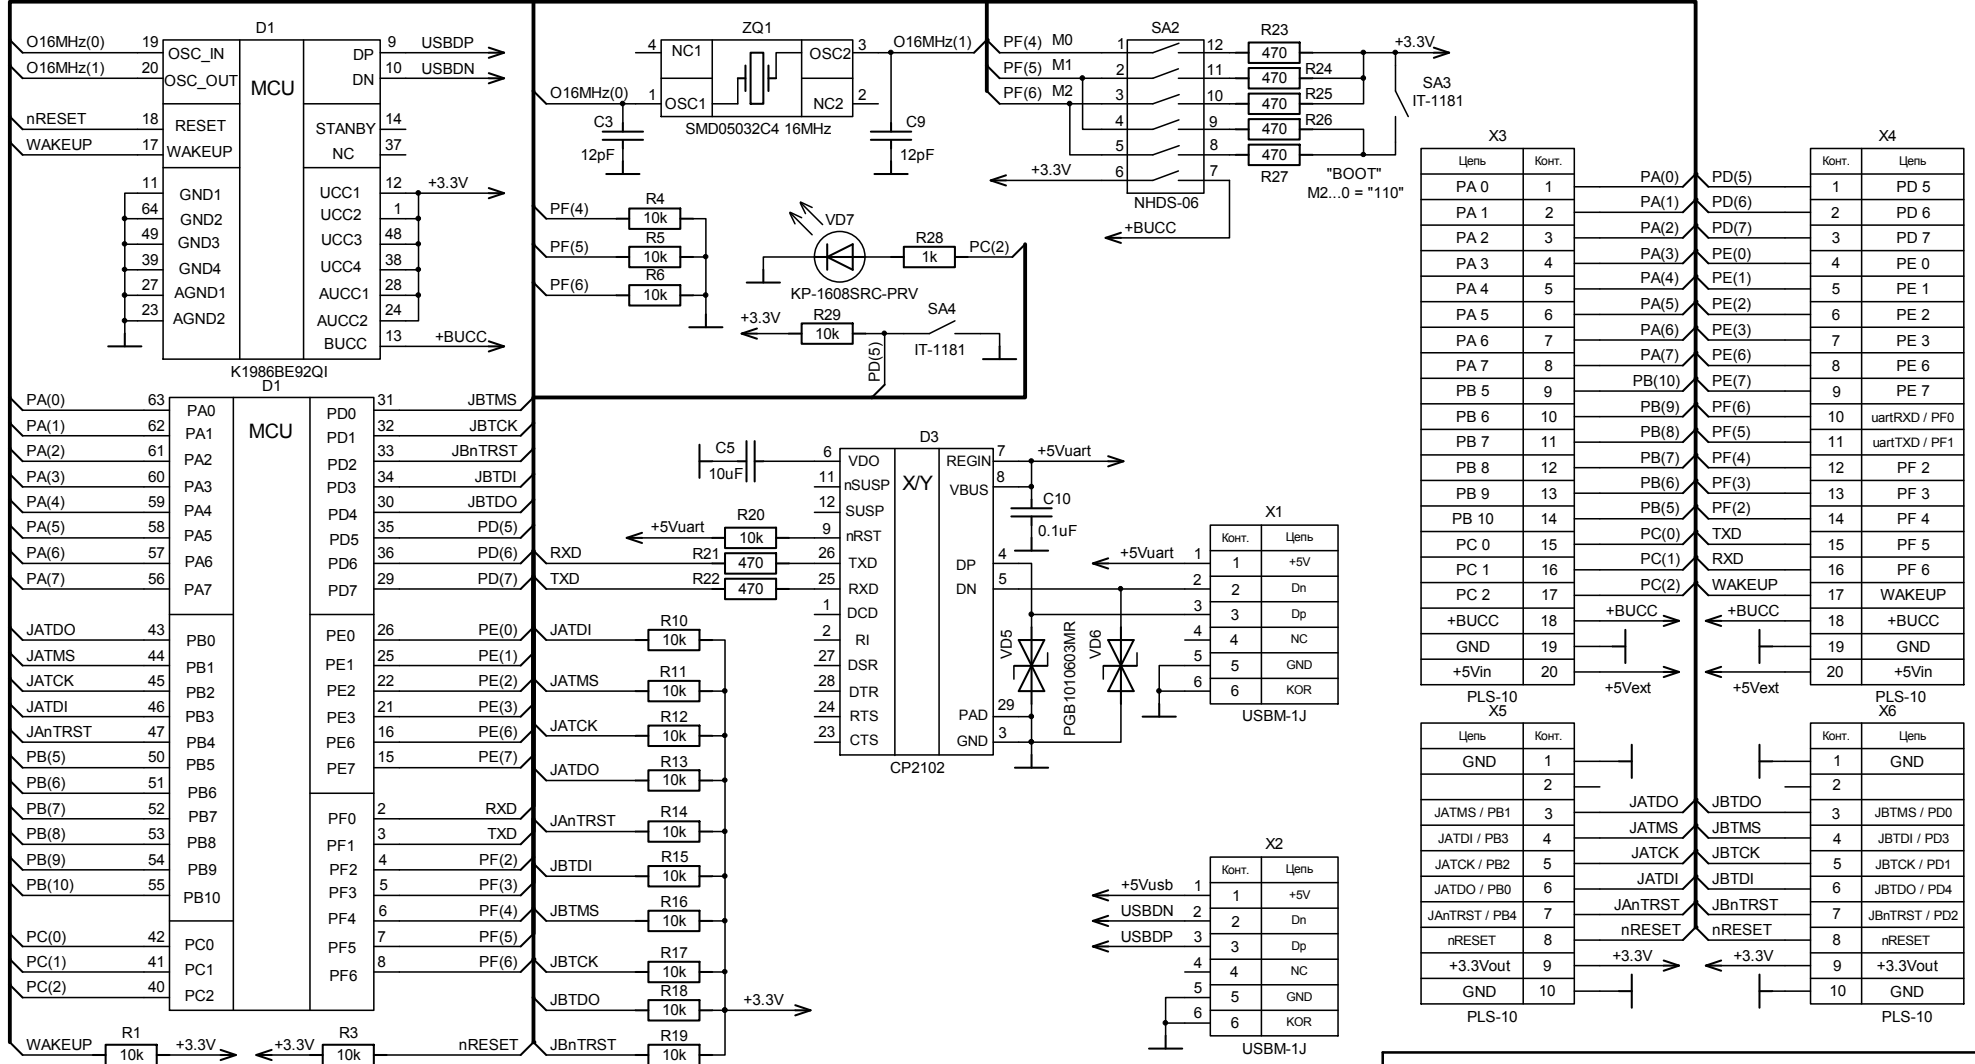 D1
O16MHz(0) 19 OSC_IN DP 9 USBDP
O16MHz(1) 20 OSC_OUT MCU DN 10 USBDN
nRESET 18 RESET STANBY 14
WAKEUP 17 WAKEUP NC 37
11 GND1 UCC1 12 +3.3V
64 GND2 UCC2 1
49 GND3 UCC3 48
39 GND4 UCC4 38
27 AGND1 AUCC1 28
23 AGND2 AUCC2 24
BUCC 13 +BUCC
K1986BE92QI
D1
MCU
PA(0) 63 PA0 PD0 31 JBTMS
PA(1) 62 PA1 PD1 32 JBTCK
PA(2) 61 PA2 PD2 33 JBnTRST
PA(3) 60 PA3 PD3 34 JBTDI
PA(4) 59 PA4 PD4 30 JBTDO
PA(5) 58 PA5 PD5 35 PD(5)
PA(6) 57 PA6 PD6 36 PD(6)
PA(7) 56 PA7 PD7 29 PD(7)
JATDO 43 PB0 PE0 26 PE(0)
JATMS 44 PB1 PE1 25 PE(1)
JATCK 45 PB2 PE2 22 PE(2)
JATDI 46 PB3 PE3 21 PE(3)
JAnTRST 47 PB4 PE6 16 PE(6)
PB(5) 50 PB5 PE7 15 PE(7)
PB(6) 51 PB6
PB(7) 52 PB7 PF0 2 RXD
PB(8) 53 PB8 PF1 3 TXD
PB(9) 54 PB9 PF2 4 PF(2)
PB(10) 55 PB10 PF3 5 PF(3)
PF4 6 PF(4)
PC(0) 42 PC0 PF5 7 PF(5)
PC(1) 41 PC1 PF6 8 PF(6)
PC(2) 40 PC2
WAKEUP R1 10k +3.3V
+3.3V R3 10k nRESET
ZQ1
4 NC1 OSC2 3 O16MHz(1)
O16MHz(0) 1 OSC1 NC2 2
SMD05032C4 16MHz
C3 12pF
C9 12pF
PF(4) R4 10k
PF(5) R5 10k
PF(6) R6 10k
VD7 R28 1k PC(2)
KP-1608SRC-PRV
+3.3V R29 10k SA4 IT-1181
PD(5)
SA2
PF(4) M0 1 12 R23 470 +3.3V
PF(5) M1 2 11 470 R24
PF(6) M2 3 10 470 R25
4 9 470 R26
5 8 470 R27
+3.3V 6 7
NHDS-06
+BUCC
SA3
IT-1181
"BOOT"
M2...0 = "110"
D3
X/Y
C5 10uF 6 VDO REGIN 7 +5Vuart
11 nSUSP VBUS 8
12 SUSP
+5Vuart R20 10k 9 nRST
RXD R21 470 26 TXD DP 4
TXD R22 470 25 RXD DN 5
1 DCD
2 RI
27 DSR
28 DTR
24 RTS PAD 29
23 CTS GND 3
CP2102
C10 0.1uF
VD5
PGB1010603MR
VD6
X1
Конт. Цепь
+5Vuart 1 1 +5V
2 2 Dn
3 3 Dp
4 4 NC
5 5 GND
6 6 KOR
USBM-1J
X2
Конт. Цепь
+5Vusb 1 1 +5V
USBDN 2 2 Dn
USBDP 3 3 Dp
4 4 NC
5 5 GND
6 6 KOR
USBM-1J
JATDI R10 10k
JATMS R11 10k
JATCK R12 10k
JATDO R13 10k
JAnTRST R14 10k
JBTDI R15 10k
JBTMS R16 10k
JBTCK R17 10k
JBTDO R18 10k +3.3V
JBnTRST R19 10k
X3
Цепь Конт.
PA 0 1 PA(0)
PA 1 2 PA(1)
PA 2 3 PA(2)
PA 3 4 PA(3)
PA 4 5 PA(4)
PA 5 6 PA(5)
PA 6 7 PA(6)
PA 7 8 PA(7)
PB 5 9 PB(10)
PB 6 10 PB(9)
PB 7 11 PB(8)
PB 8 12 PB(7)
PB 9 13 PB(6)
PB 10 14 PB(5)
PC 0 15 PC(0)
PC 1 16 PC(1)
PC 2 17 PC(2)
+BUCC 18 +BUCC
GND 19
+5Vin 20 +5Vext
PLS-10
X4
Конт. Цепь
PD(5) 1 PD 5
PD(6) 2 PD 6
PD(7) 3 PD 7
PE(0) 4 PE 0
PE(1) 5 PE 1
PE(2) 6 PE 2
PE(3) 7 PE 3
PE(6) 8 PE 6
PE(7) 9 PE 7
PF(6) 10 uartRXD / PF0
PF(5) 11 uartTXD / PF1
PF(4) 12 PF 2
PF(3) 13 PF 3
PF(2) 14 PF 4
TXD 15 PF 5
RXD 16 PF 6
WAKEUP 17 WAKEUP
+BUCC 18 +BUCC
19 GND
+5Vext 20 +5Vin
PLS-10
X5
Цепь Конт.
GND 1
2
JATMS / PB1 3 JATDO
JATDI / PB3 4 JATMS
JATCK / PB2 5 JATCK
JATDO / PB0 6 JATDI
JAnTRST / PB4 7 JAnTRST
nRESET 8 nRESET
+3.3Vout 9 +3.3V
GND 10
PLS-10
X6
Конт. Цепь
1 GND
2
JBTDO 3 JBTMS / PD0
JBTMS 4 JBTDI / PD3
JBTCK 5 JBTCK / PD1
JBTDI 6 JBTDO / PD4
JBnTRST 7 JBnTRST / PD2
nRESET 8 nRESET
+3.3V 9 +3.3Vout
10 GND
PLS-10